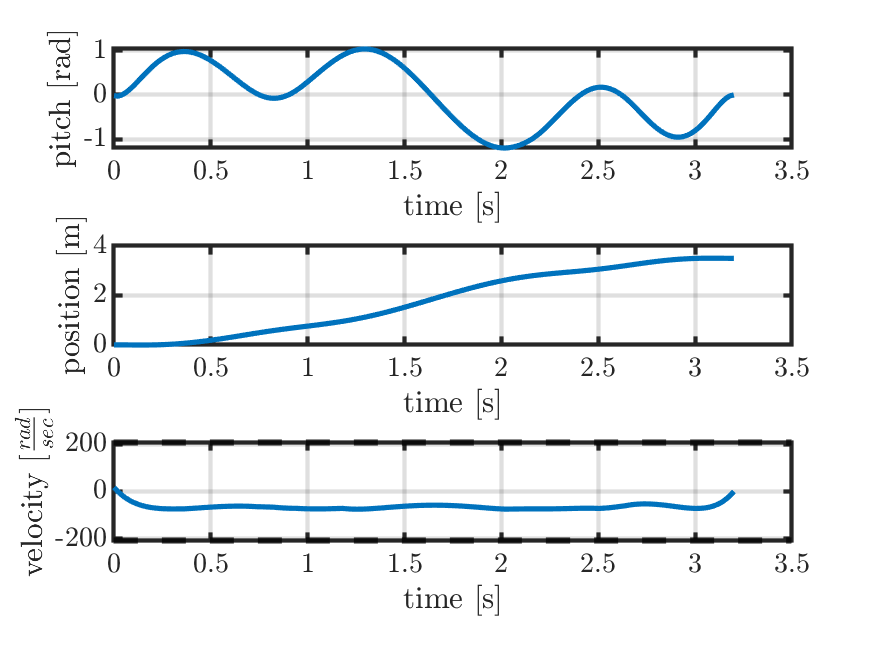 pitch [rad]
1
0
-1
0 0.5 1 1.5 2 2.5 3 3.5
time [s]
position [m]
4
2
0
0 0.5 1 1.5 2 2.5 3 3.5
time [s]
velocity [rad/sec]
200
0
-200
0 0.5 1 1.5 2 2.5 3 3.5
time [s]